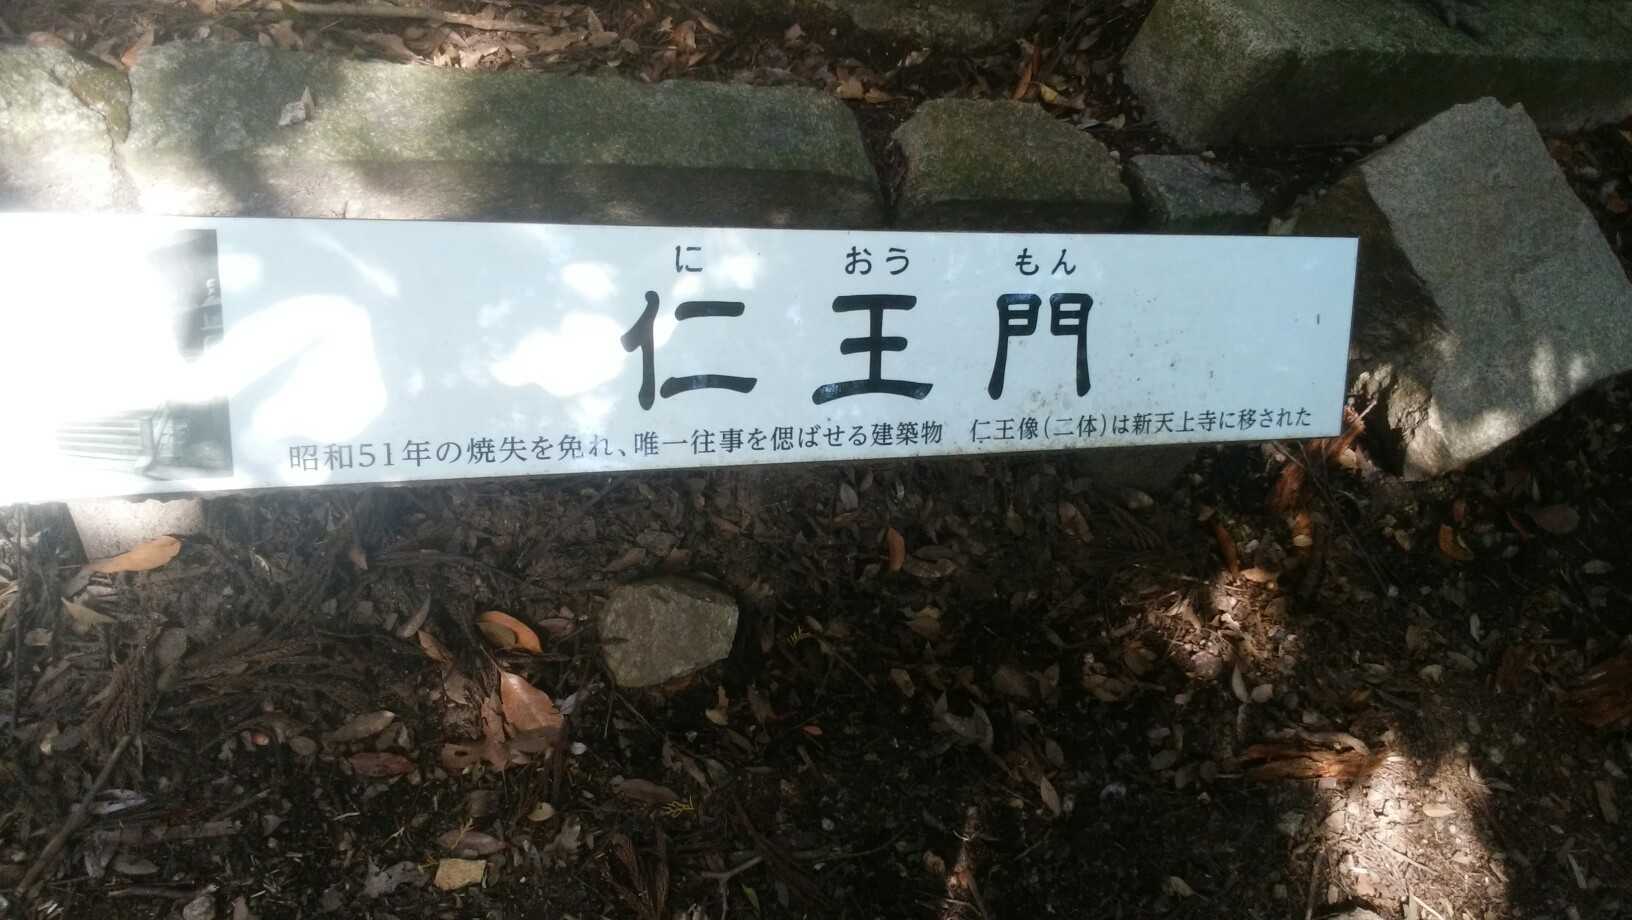 に おう もん
仁王門
昭和51年の焼失を免れ、唯一往事を偲ばせる建築物　仁王像(二体)は新天上寺に移された